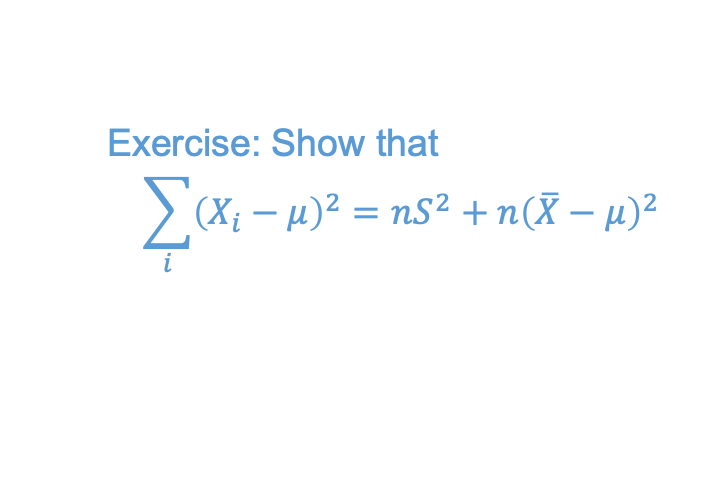 Exercise: Show that
∑(Xᵢ − μ)² = nS² + n(X̄ − μ)²
i